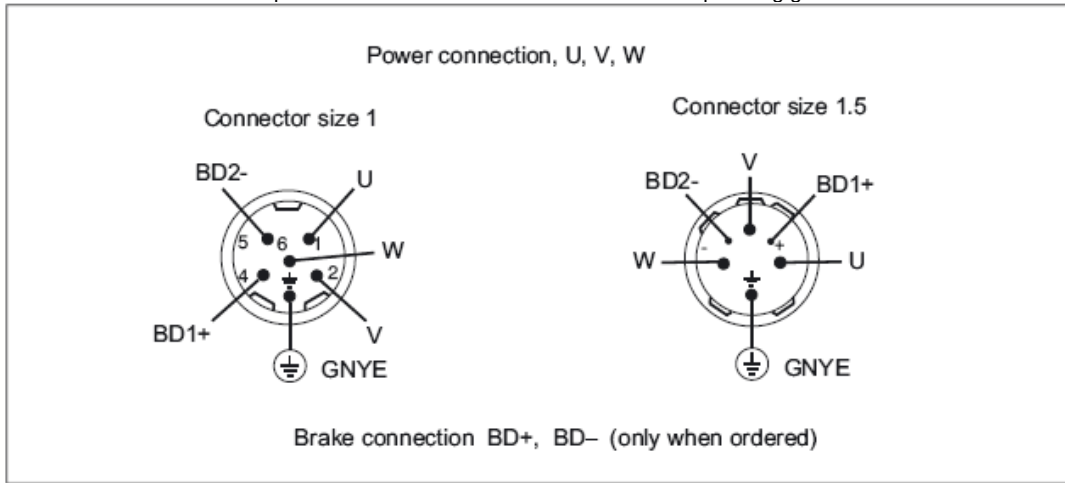 Power connection, U, V, W
Connector size 1
Connector size 1.5
BD2-
U
5
6
1
W
4
2
BD1+
V
GNYE
V
BD2-
BD1+
-
+
W
U
GNYE
Brake connection BD+, BD– (only when ordered)